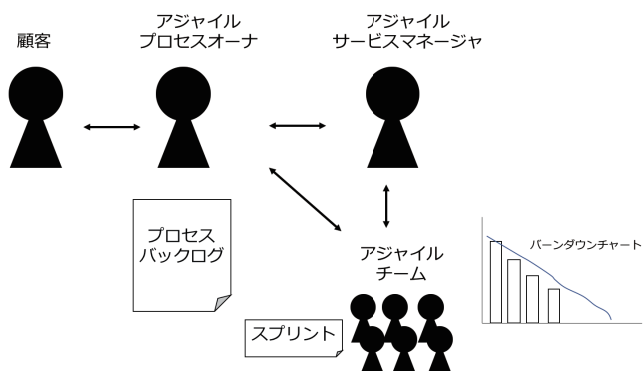 顧客
アジャイル
プロセスオーナ
アジャイル
サービスマネージャ
プロセス
バックログ
アジャイル
チーム
バーンダウンチャート
スプリント